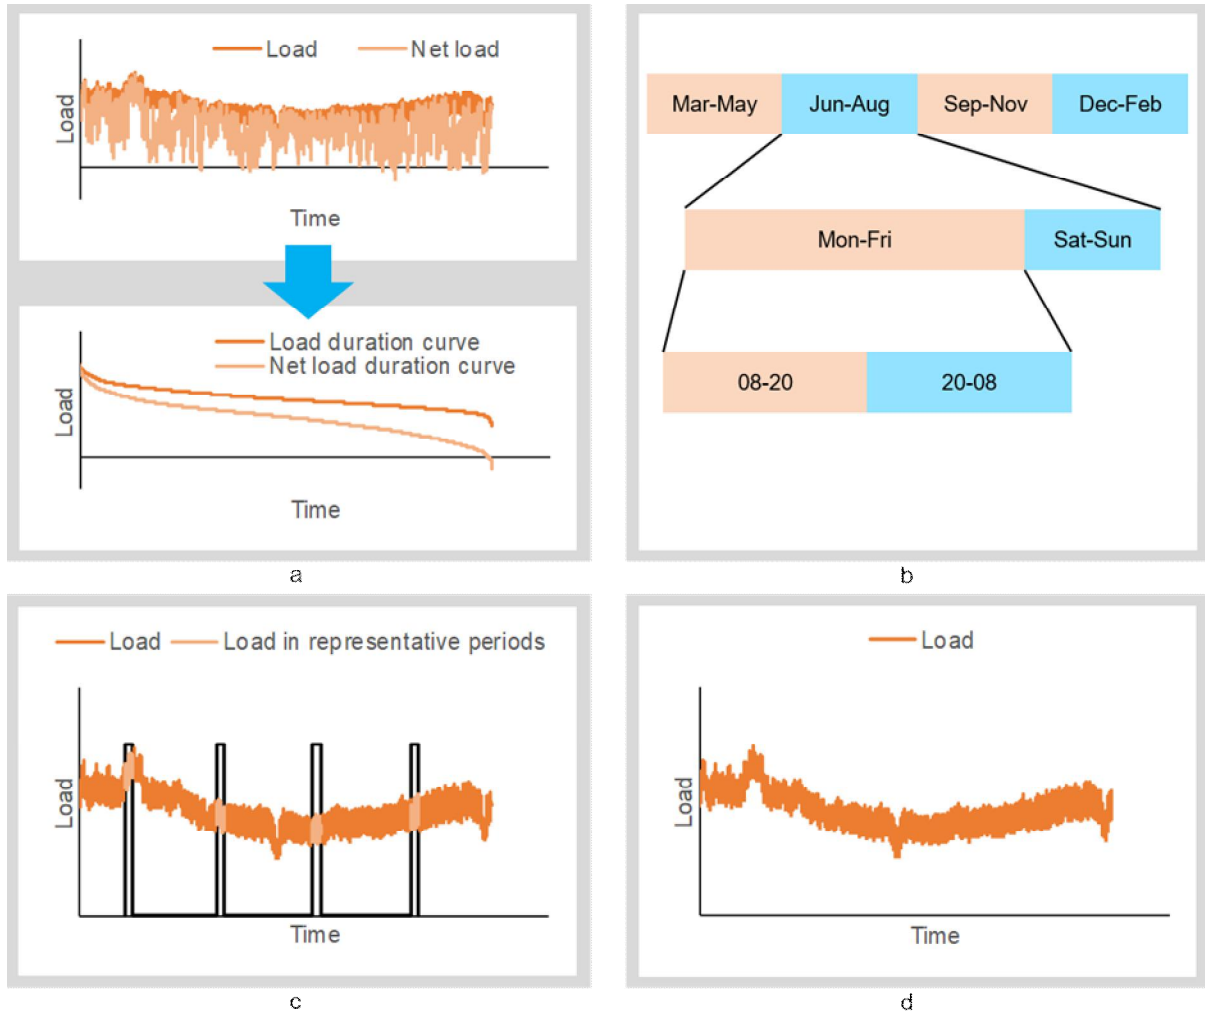 Load Net load
Load
Time
Load duration curve
Net load duration curve
Load
Time
a
Mar-May Jun-Aug Sep-Nov Dec-Feb
Mon-Fri Sat-Sun
08-20 20-08
b
Load Load in representative periods
Load
Time
c
Load
Load
Time
d